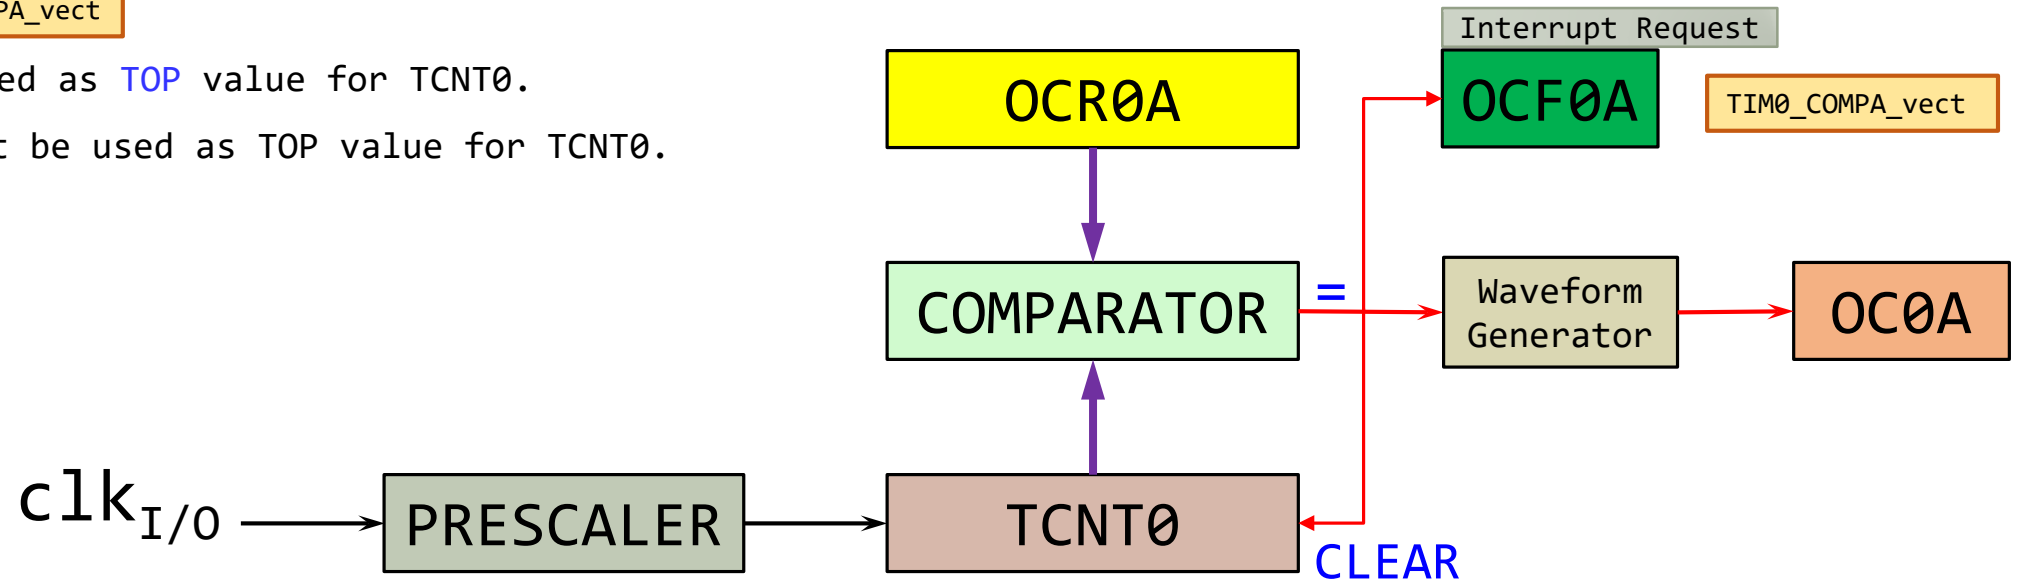 PA_vect
ed as TOP value for TCNT0.
t be used as TOP value for TCNT0.
Interrupt Request
OCR0A
OCF0A
TIM0_COMPA_vect
COMPARATOR
=
Waveform
Generator
OC0A
clkI/O
PRESCALER
TCNT0
CLEAR